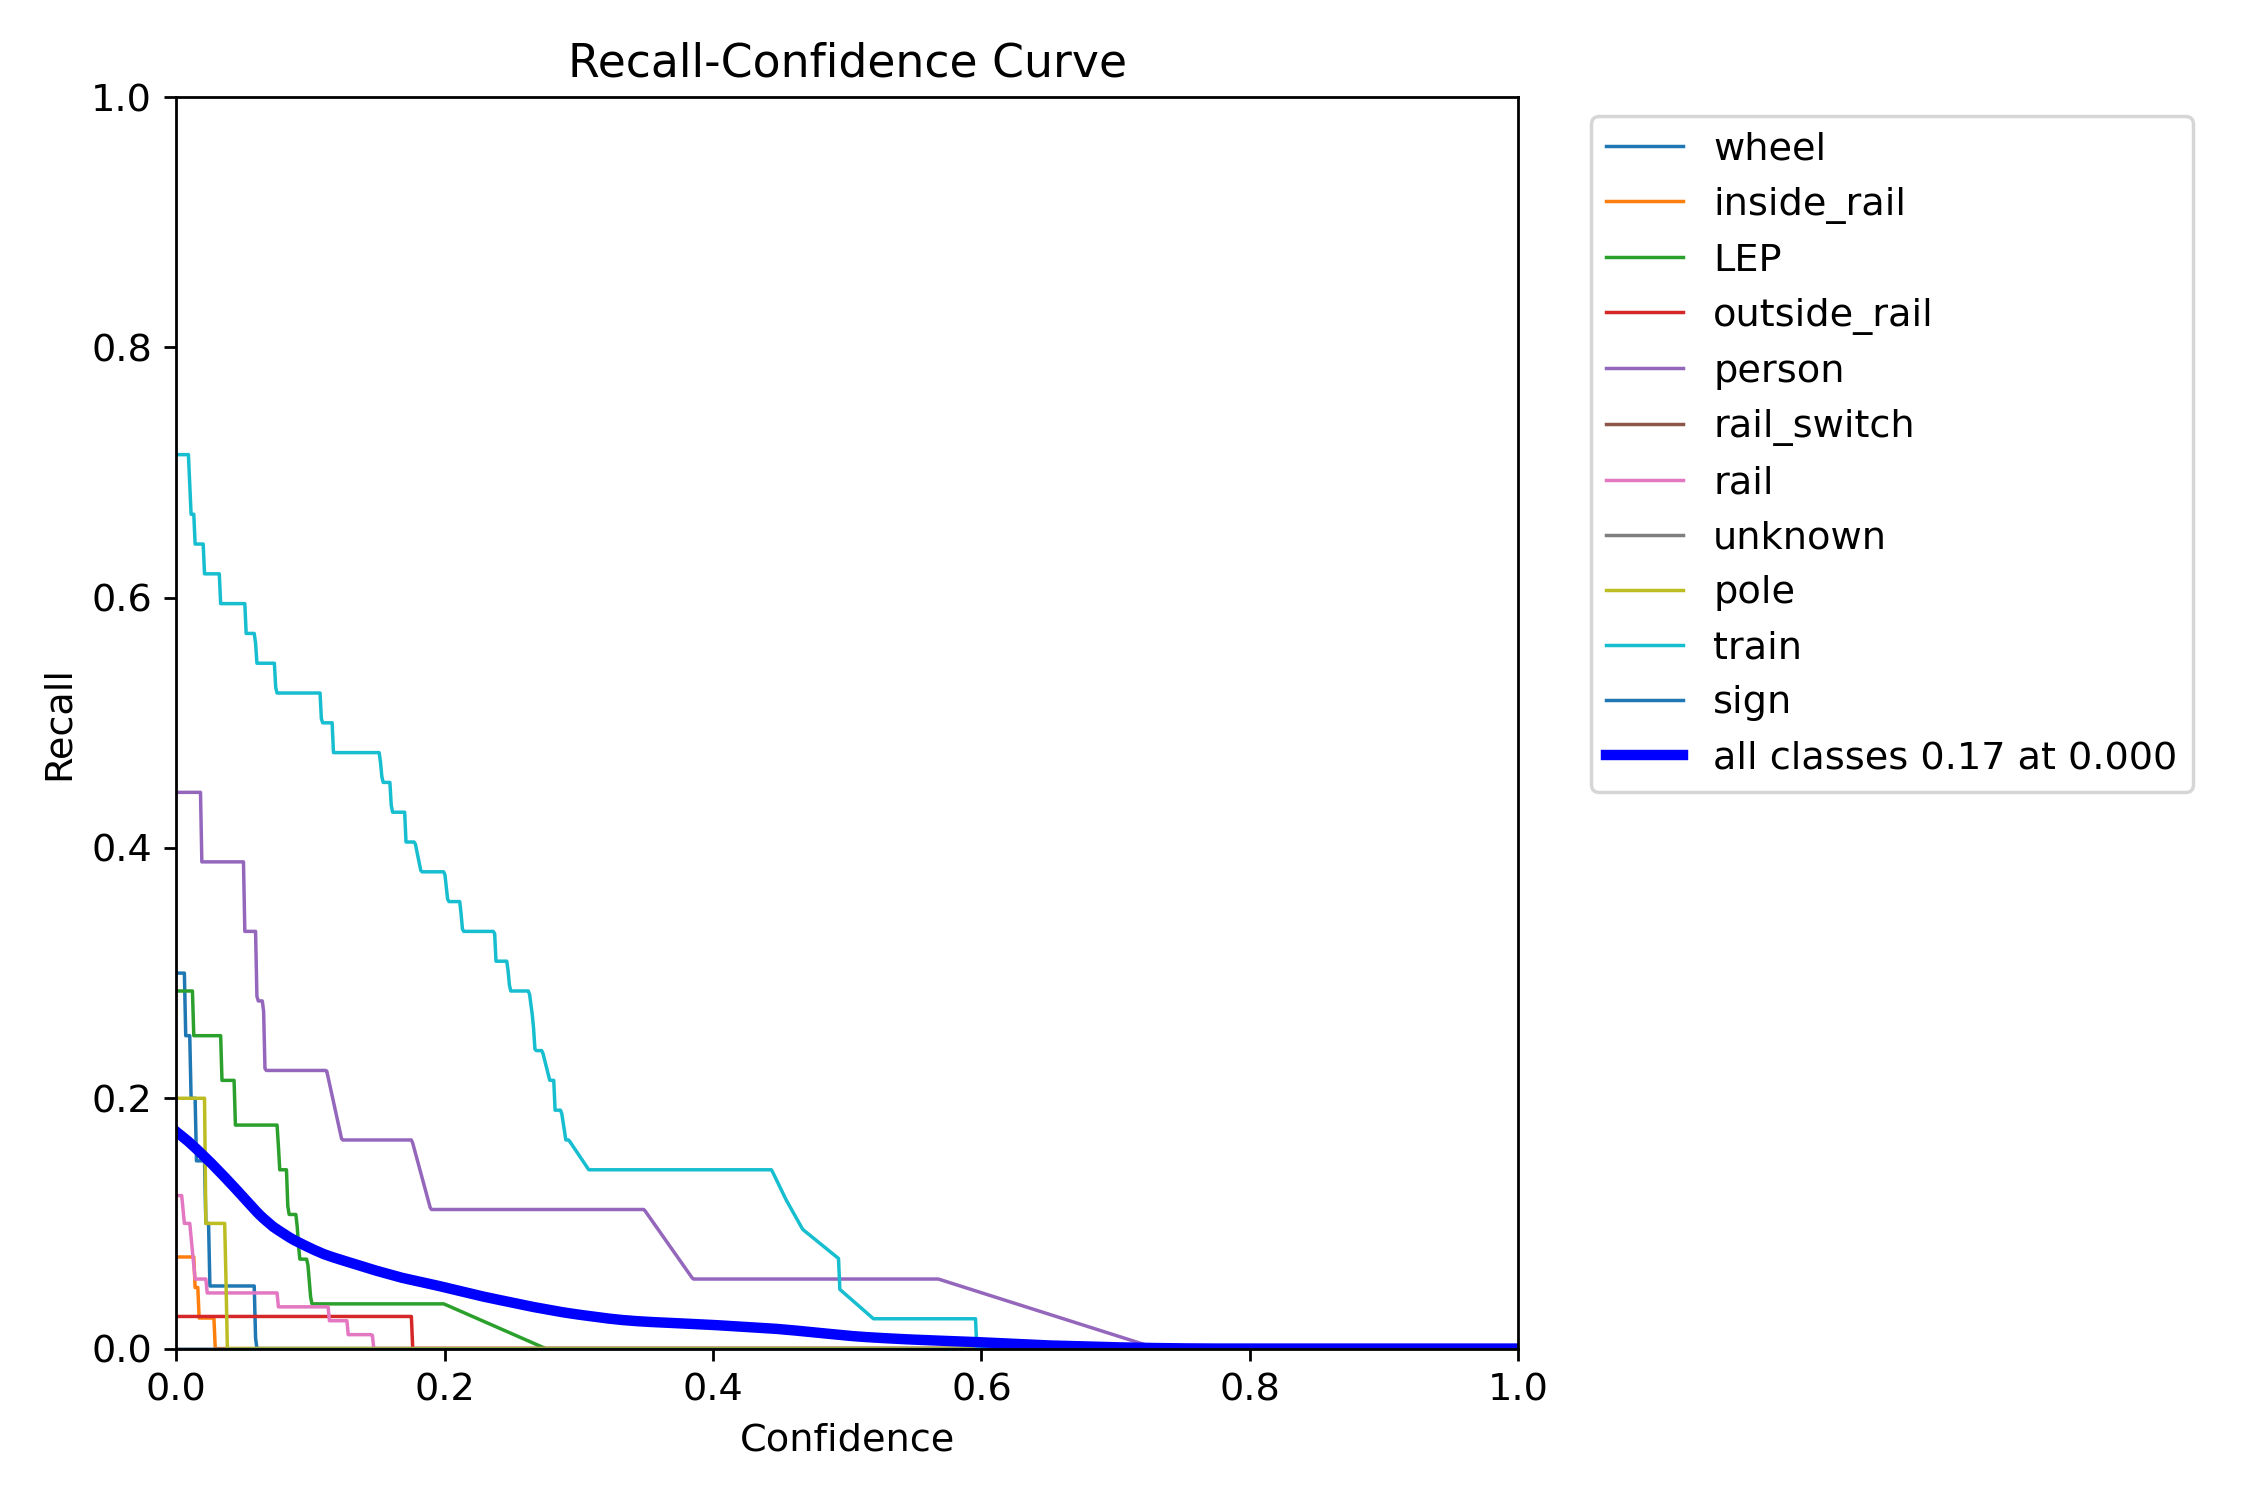 Recall-Confidence Curve
1.0
0.8
0.6
0.4
0.2
0.0
Recall
0.0 0.2 0.4 0.6 0.8 1.0
Confidence
wheel
inside_rail
LEP
outside_rail
person
rail_switch
rail
unknown
pole
train
sign
all classes 0.17 at 0.000